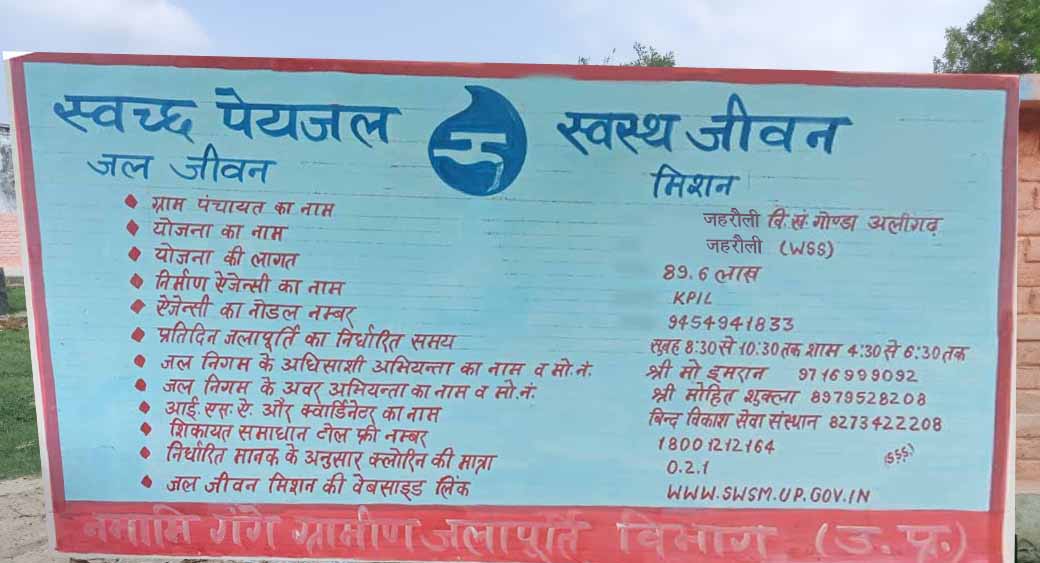 स्वच्छ पेयजल स्वस्थ जीवन
जल जीवन मिशन
ग्राम पंचायत का नाम जहरौली वि.खं. गोण्डा अलीगढ़
योजना का नाम जहरौली (WSS)
योजना की लागत 89.6 लाख
निर्माण ऐजेन्सी का नाम KPIL
ऐजेन्सी का नोडल नम्बर 9454941833
प्रतिदिन जलापूर्ति का निर्धारित समय सुबह 8:30 से 10:30 तक शाम 4:30 से 6:30 तक
जल निगम के अधिसाशी अभियन्ता का नाम व मो.नं. श्री मो इमरान 9716999092
जल निगम के अवर अभियन्ता का नाम व मो.नं. श्री मोहित शुक्ला 8979528208
आई.एस.ए. और क्वार्डिनेटर का नाम बिन्द विकाश सेवा संस्थान 8273422208
शिकायत समाधान टोल फ्री नम्बर 18001212164
निर्धारित मानक के अनुसार क्लोरिन की मात्रा 0.2.1
जल जीवन मिशन की वेबसाइड लिंक WWW.SWSM.UP.GOV.IN
नमामि गंगे ग्रामीण जलापूर्ति विभाग (उ.प्र.)